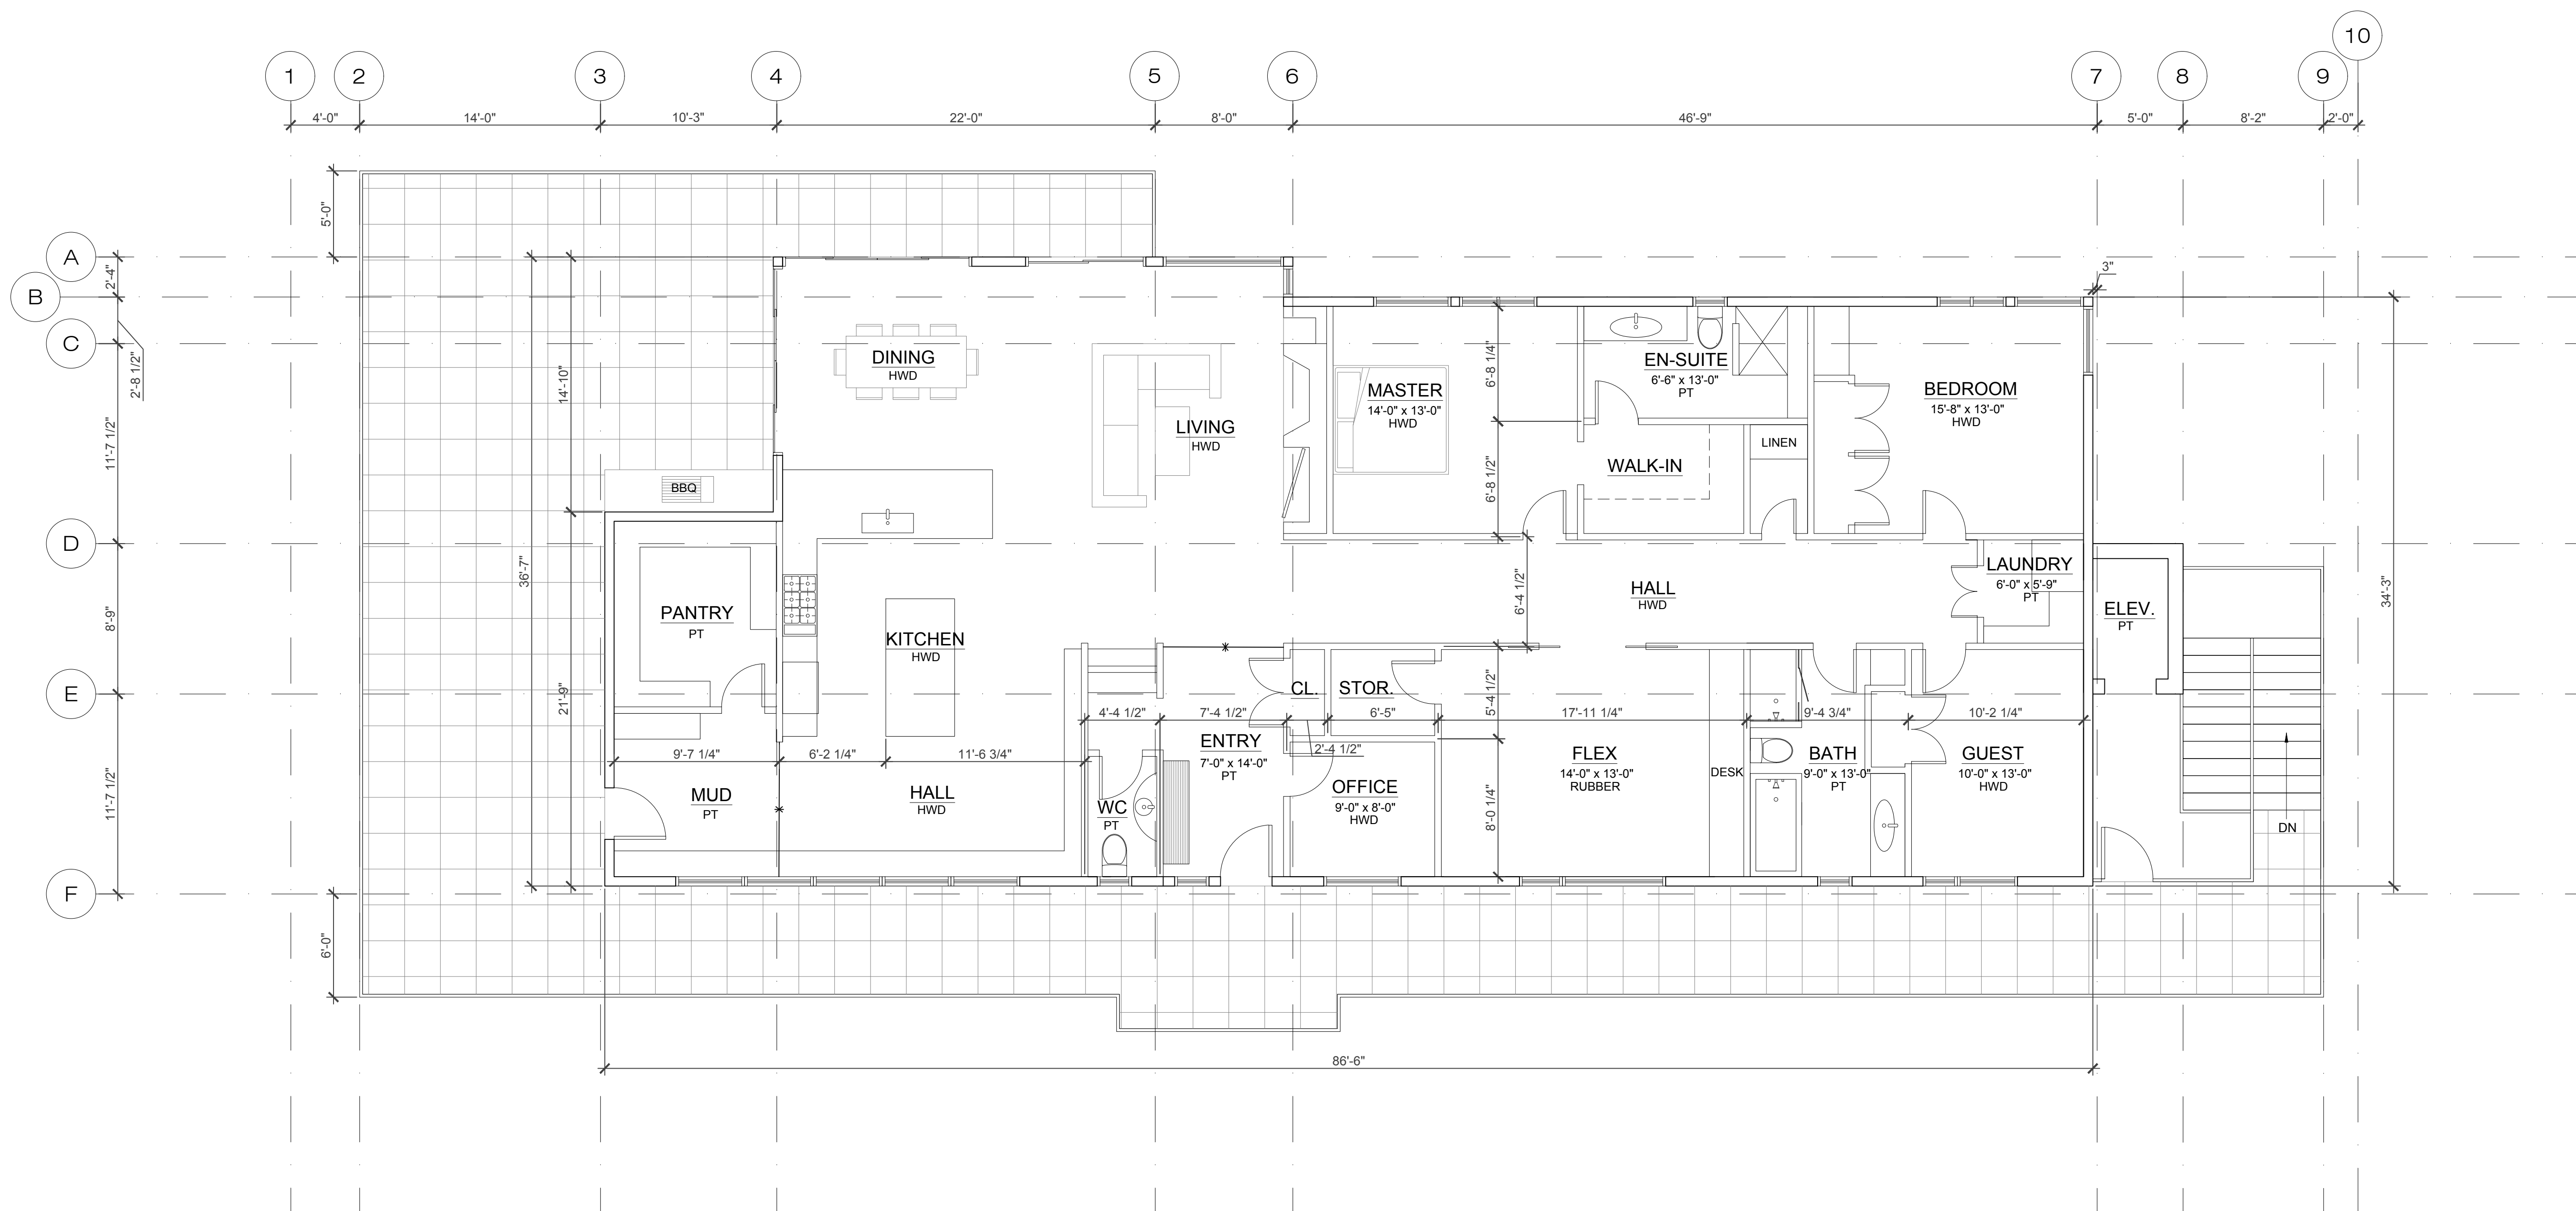 10
1
2
3
4
5
6
7
8
9
4'-0"
14'-0"
10'-3"
22'-0"
8'-0"
46'-9"
5'-0"
8'-2"
2'-0"
5'-0"
A
2'-4"
B
3"
C
2'-8 1/2"
14'-10"
6'-8 1/4"
DINING
HWD
EN-SUITE
6'-6" x 13'-0"
PT
MASTER
14'-0" x 13'-0"
HWD
BEDROOM
15'-8" x 13'-0"
HWD
LIVING
HWD
11'-7 1/2"
LINEN
WALK-IN
6'-8 1/2"
BBQ
D
36'-7"
LAUNDRY
6'-0" x 5'-9"
PT
HALL
HWD
6'-4 1/2"
34'-3"
8'-9"
PANTRY
PT
ELEV.
PT
KITCHEN
HWD
E
21'-9"
CL.
STOR.
5'-4 1/2"
4'-4 1/2"
7'-4 1/2"
6'-5"
17'-11 1/4"
9'-4 3/4"
10'-2 1/4"
ENTRY
7'-0" x 14'-0"
PT
2'-4 1/2"
9'-7 1/4"
6'-2 1/4"
11'-6 3/4"
FLEX
14'-0" x 13'-0"
RUBBER
DESK
BATH
9'-0" x 13'-0"
PT
GUEST
10'-0" x 13'-0"
HWD
11'-7 1/2"
MUD
PT
HALL
HWD
WC
PT
OFFICE
9'-0" x 8'-0"
HWD
8'-0 1/4"
DN
F
6'-0"
86'-6"